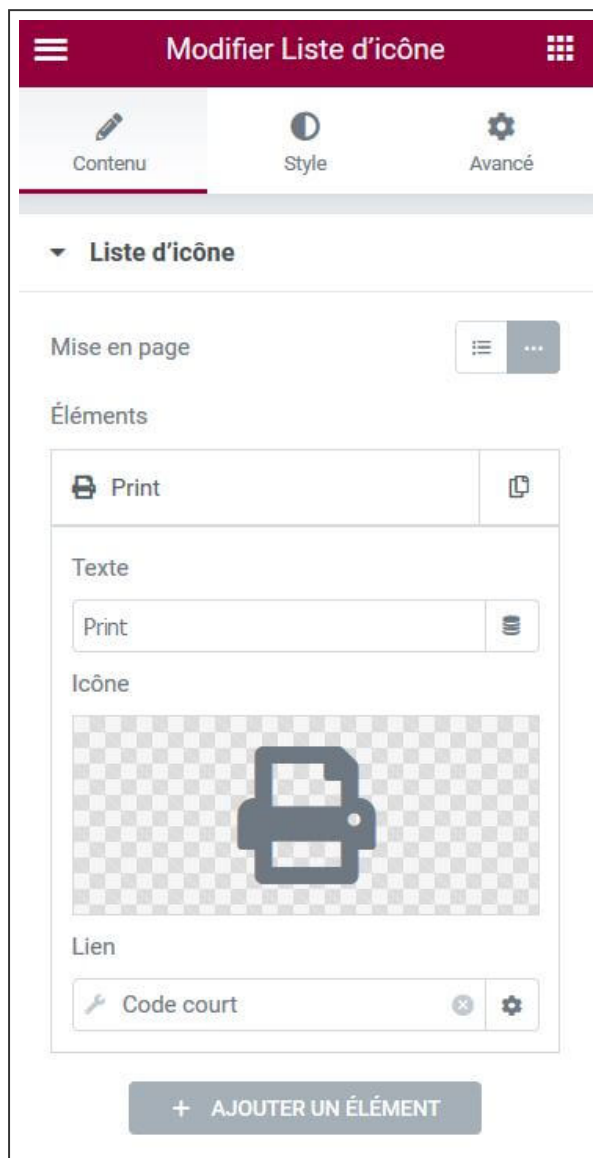 Modifier Liste d’icône
Contenu
Style
Avancé
Liste d’icône
Mise en page
Éléments
Print
Texte
Print
Icône
Lien
Code court
+ AJOUTER UN ÉLÉMENT